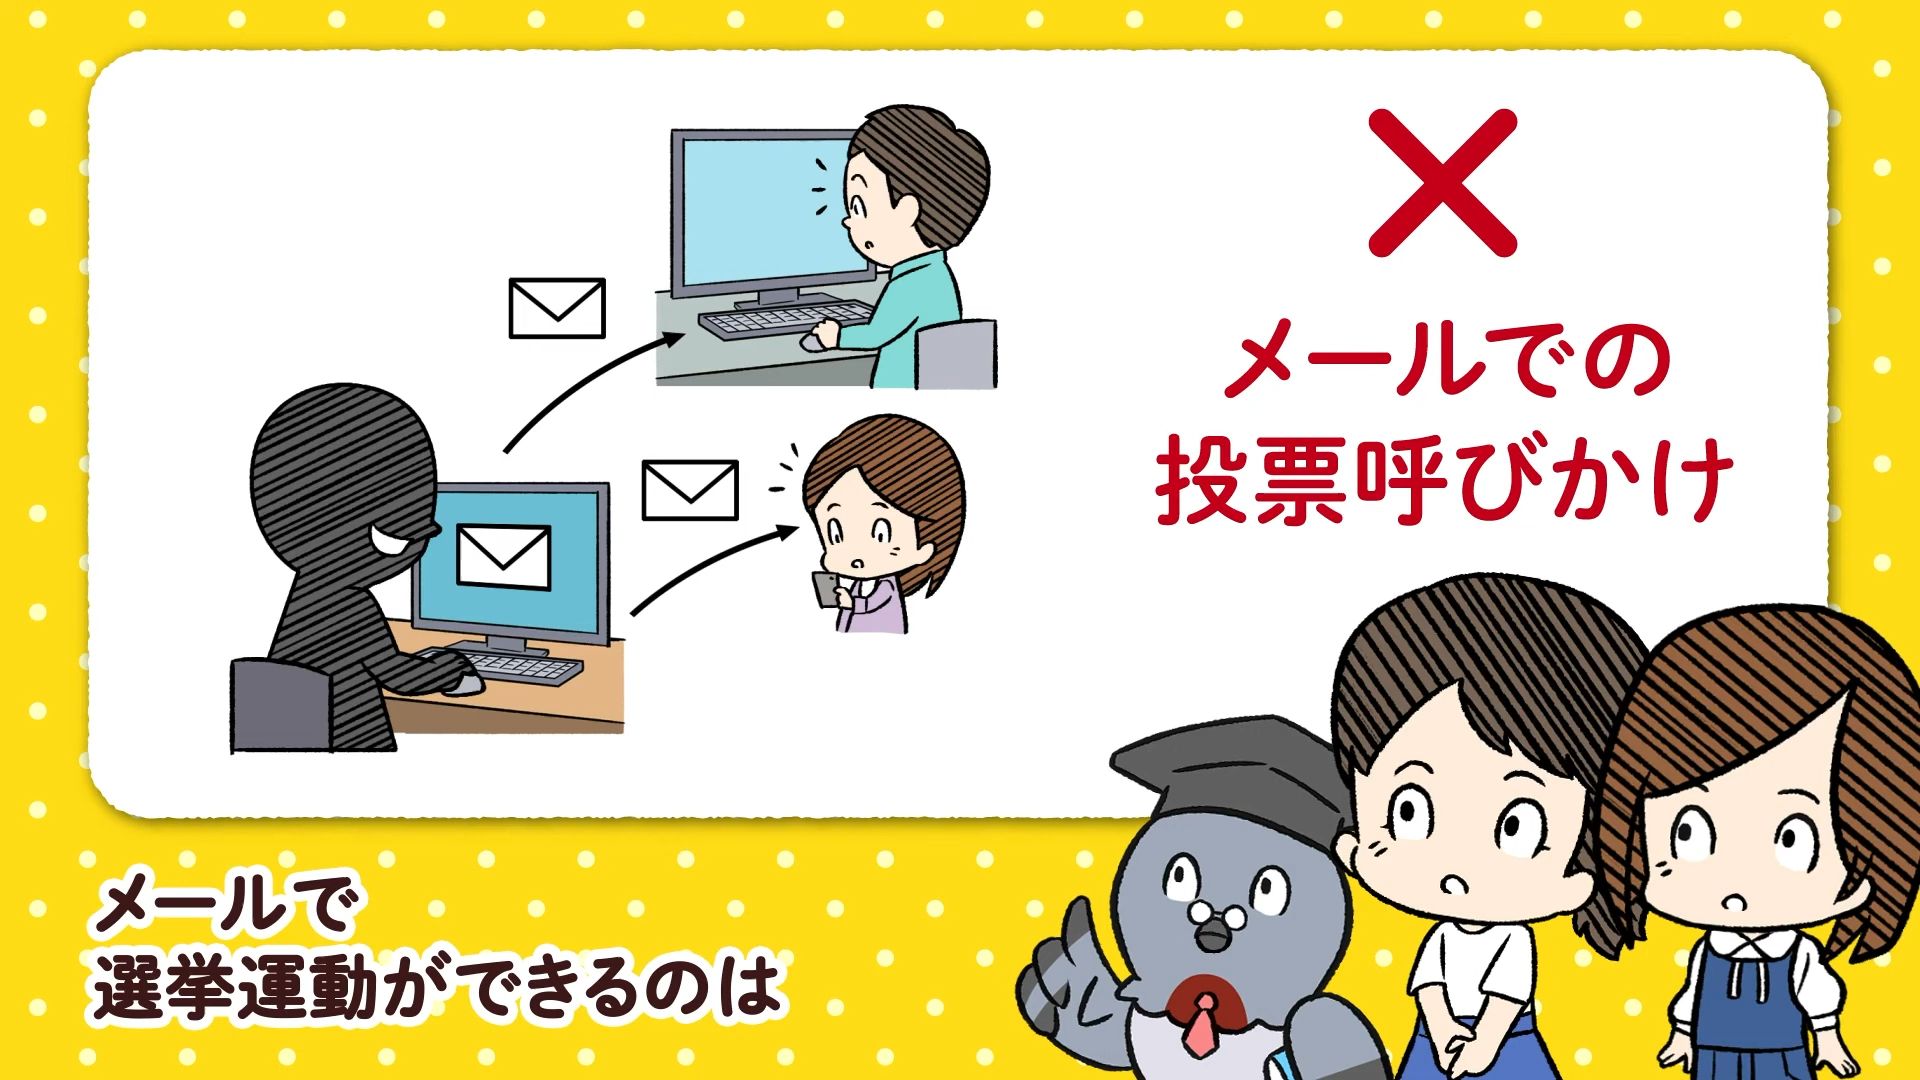 メールでの
投票呼びかけ
メールで
選挙運動ができるのは